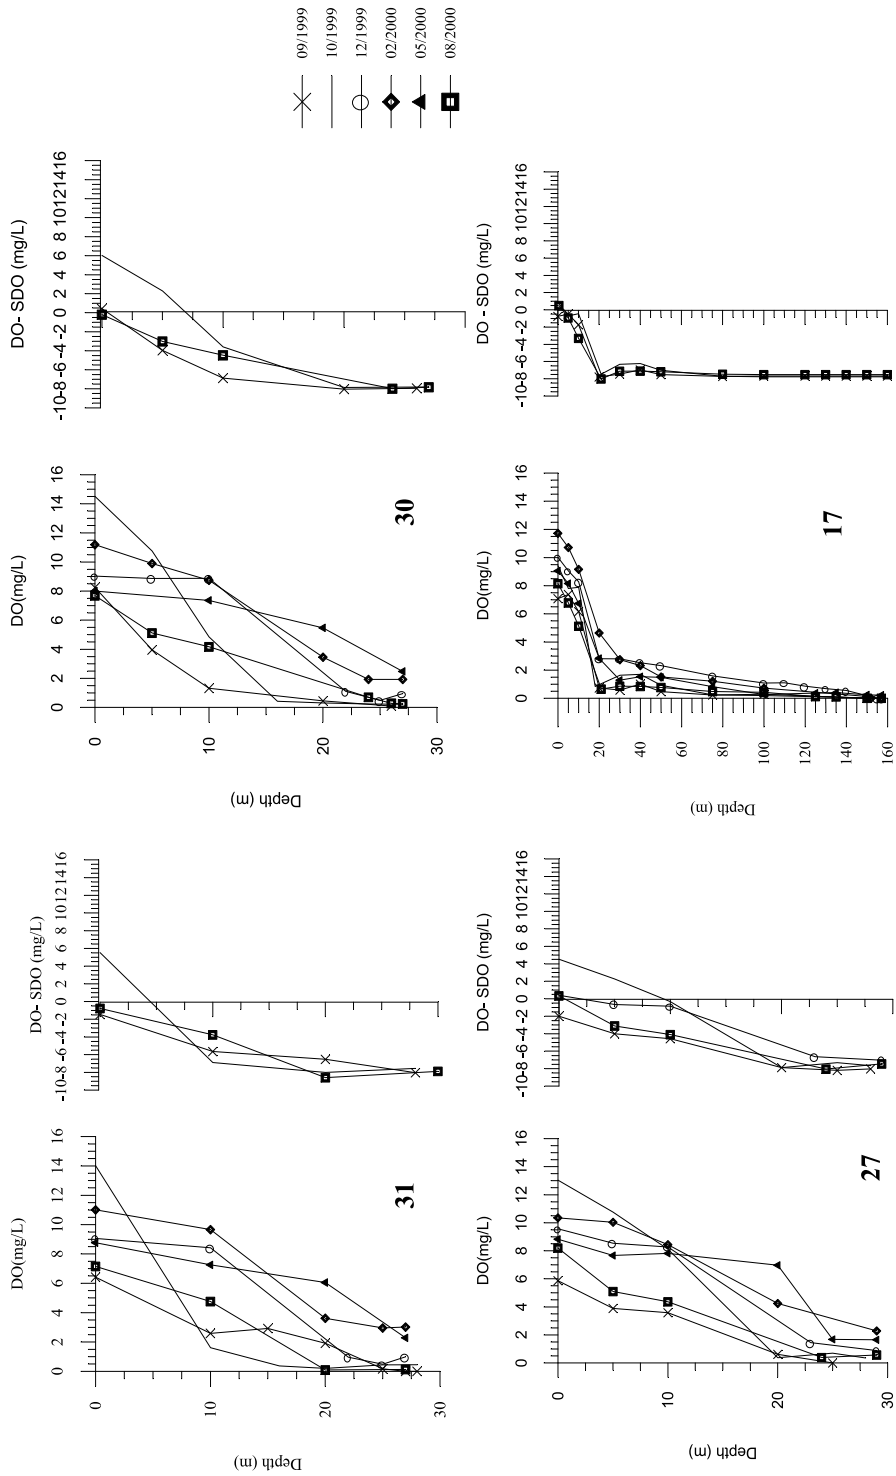 DO(mg/L)
0 2 4 6 8 10 12 14 16
Depth (m)
0
10
20
30
31
DO- SDO (mg/L)
-10-8 -6 -4 -2 0 2 4 6 8 10121416
DO(mg/L)
0 2 4 6 8 10 12 14 16
Depth (m)
0
10
20
30
30
DO- SDO (mg/L)
-10-8 -6 -4 -2 0 2 4 6 8 10121416
09/1999
10/1999
12/1999
02/2000
05/2000
08/2000
DO(mg/L)
0 2 4 6 8 10 12 14 16
Depth (m)
0
10
20
30
27
DO - SDO (mg/L)
-10-8 -6 -4 -2 0 2 4 6 8 10121416
DO(mg/L)
0 2 4 6 8 10 12 14 16
Depth (m)
0
20
40
60
80
100
120
140
160
17
DO - SDO (mg/L)
-10-8 -6 -4 -2 0 2 4 6 8 10121416